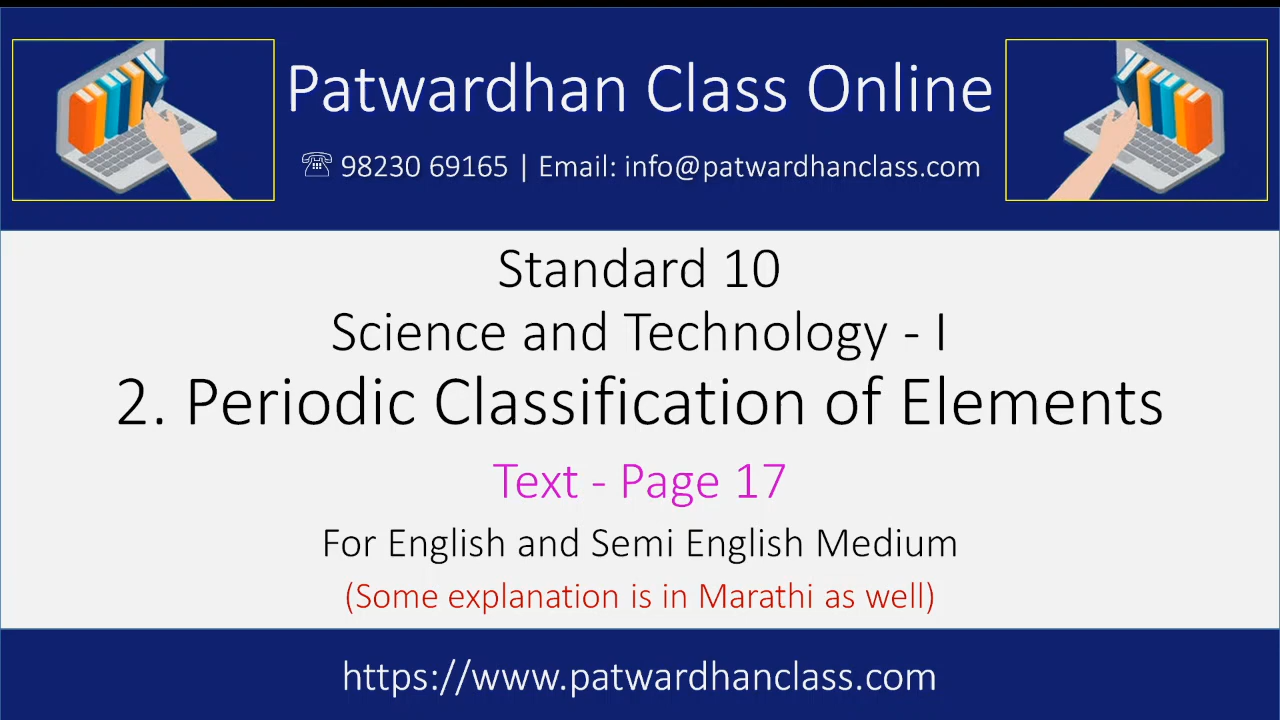 Patwardhan Class Online
☏ 98230 69165 | Email: info@patwardhanclass.com
Standard 10
Science and Technology - I
2. Periodic Classification of Elements
Text - Page 17
For English and Semi English Medium
(Some explanation is in Marathi as well)
https://www.patwardhanclass.com